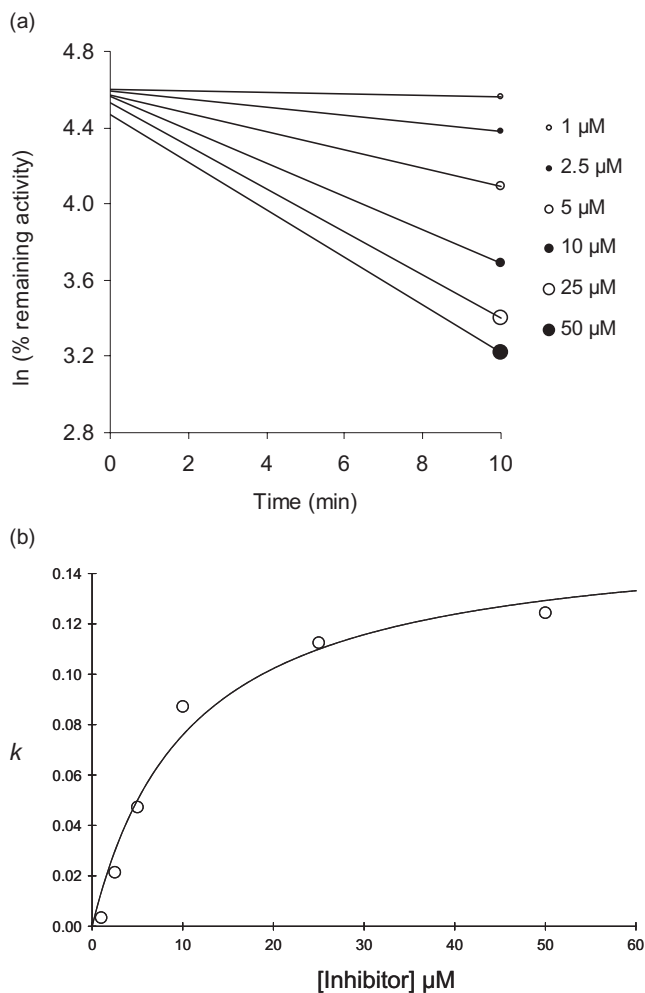 (a)
4.8
4.4
4.0
3.6
3.2
2.8
ln (% remaining activity)
0 2 4 6 8 10
Time (min)
1 µM
2.5 µM
5 µM
10 µM
25 µM
50 µM
(b)
0.14
0.12
0.10
0.08
0.06
0.04
0.02
0.00
k
0 10 20 30 40 50 60
[Inhibitor] µM